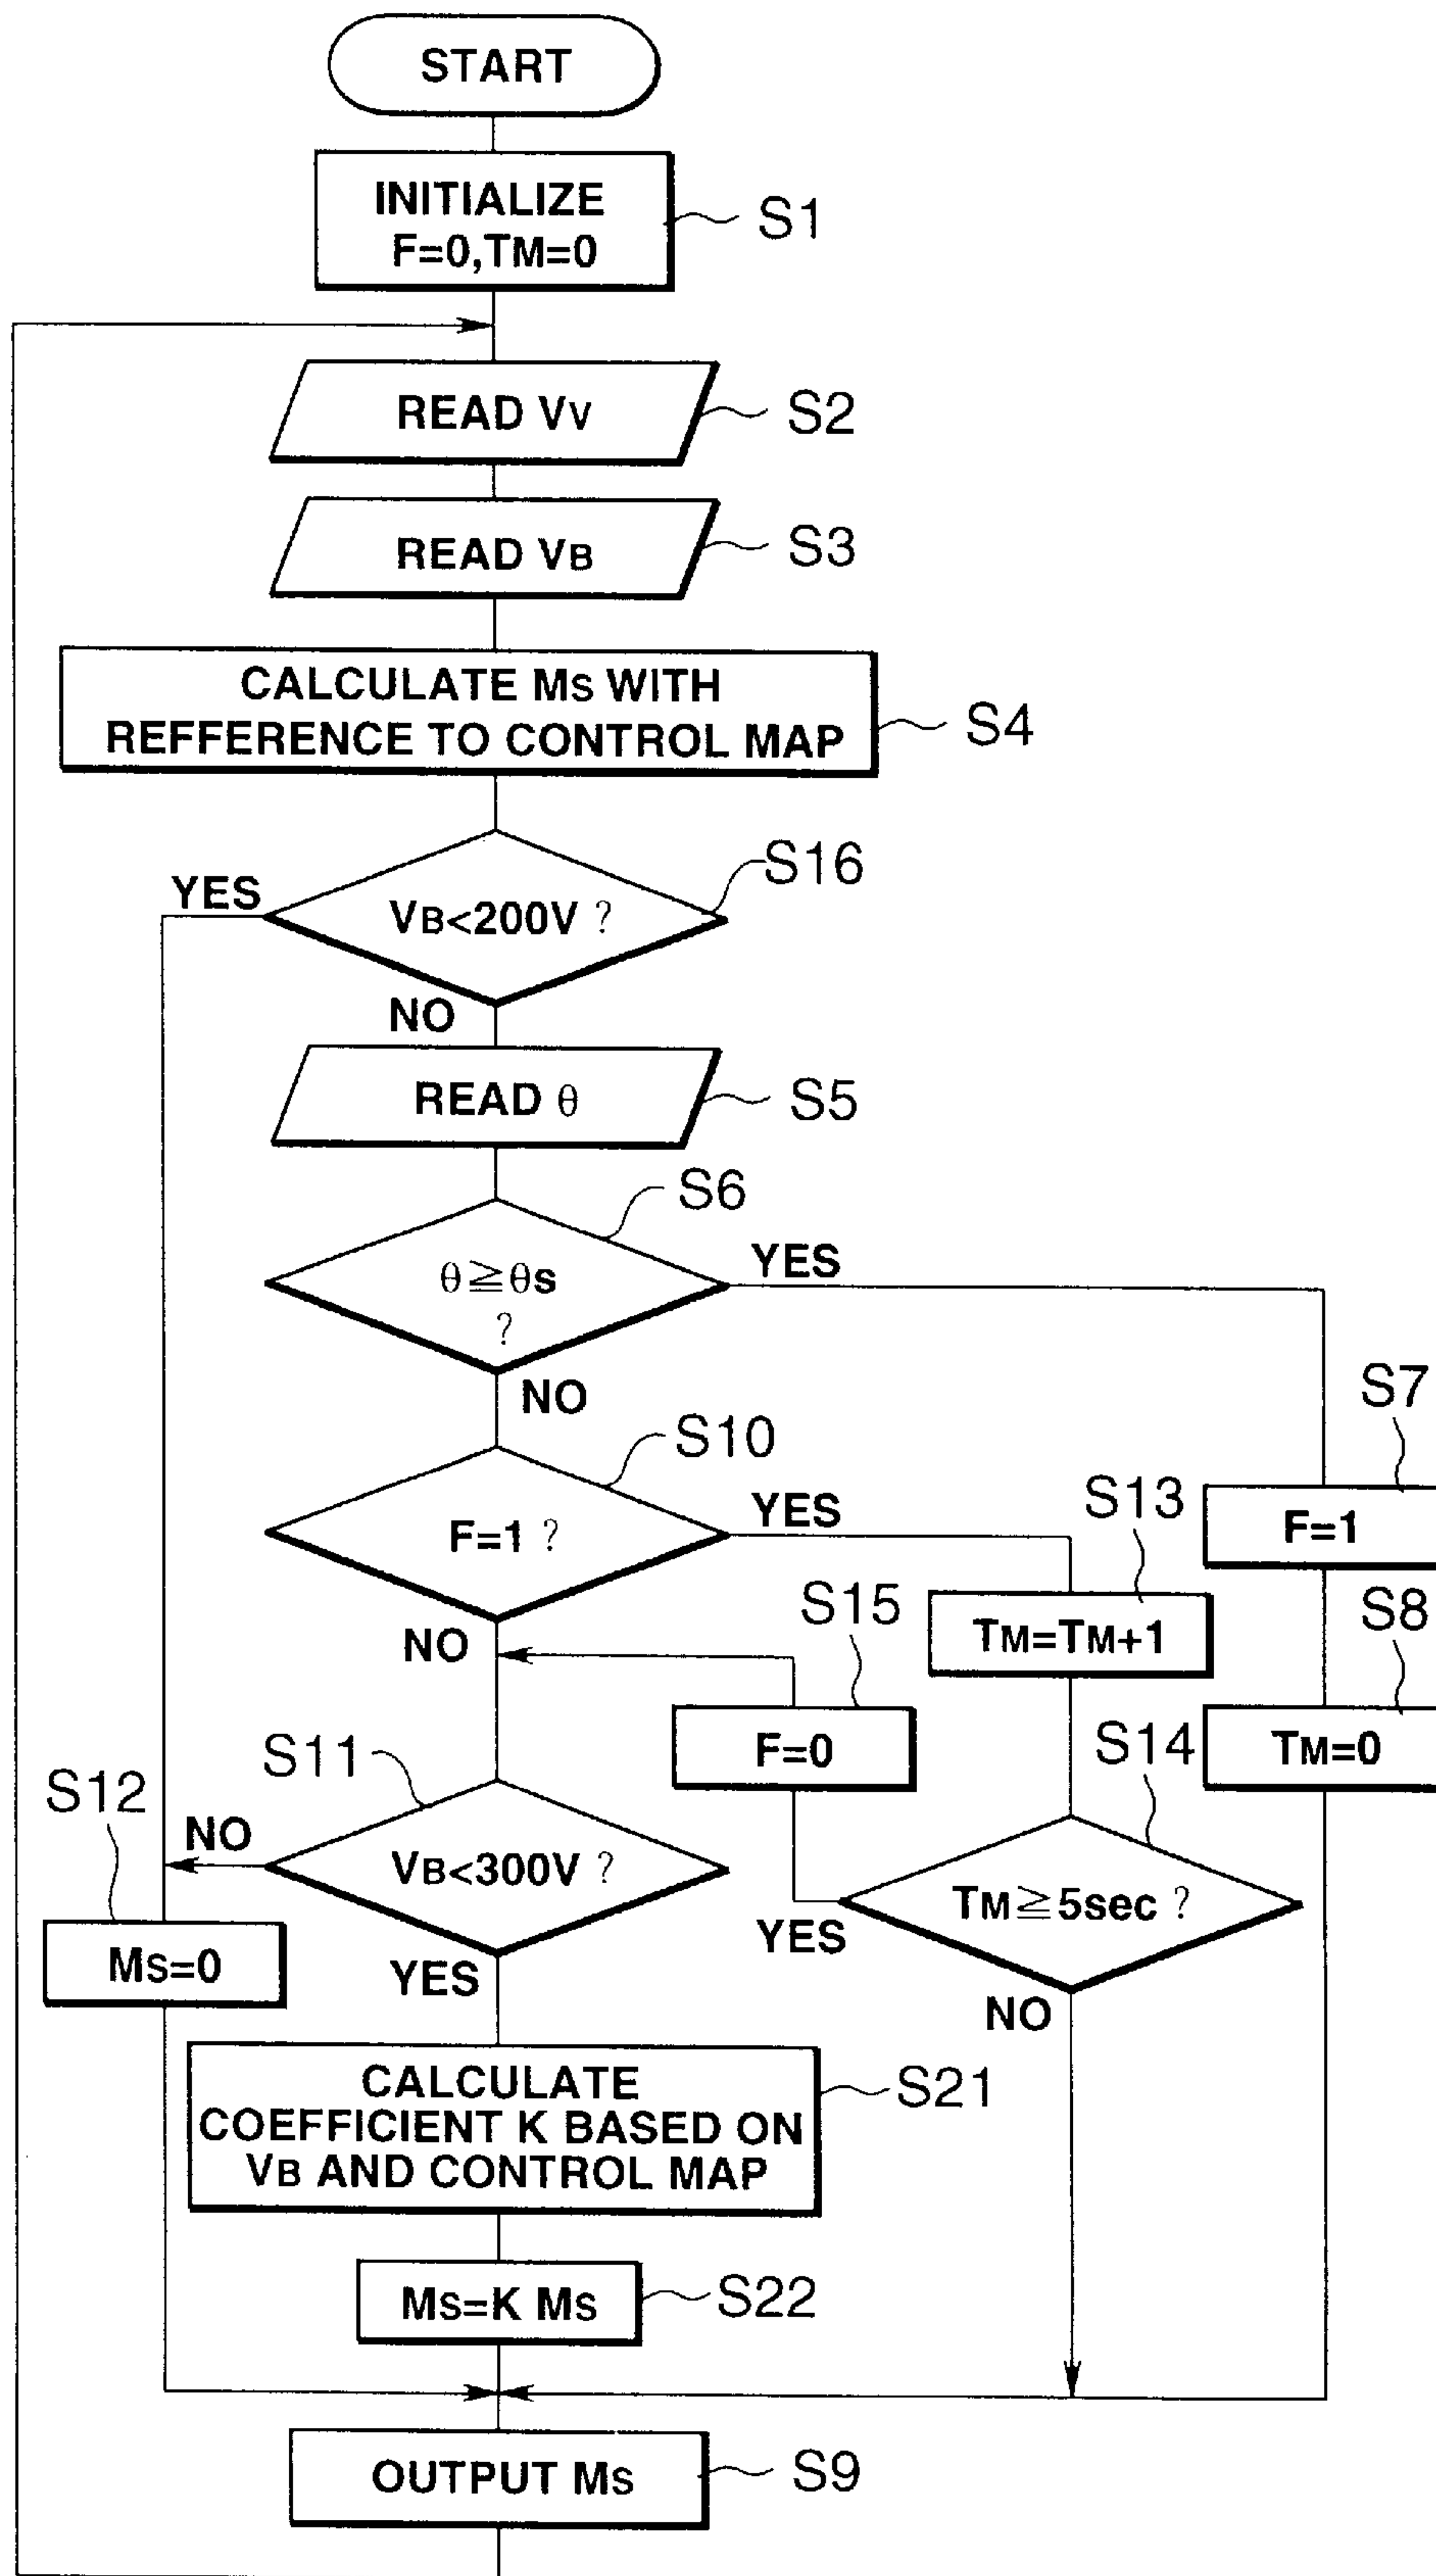 START
INITIALIZE
F=0,TM=0
S1
READ VV
S2
READ VB
S3
CALCULATE MS WITH
REFFERENCE TO CONTROL MAP
S4
S16
YES
VB<200V ?
NO
READ θ
S5
S6
θ≧θs
?
YES
NO
S7
S10
F=1 ?
YES
NO
S13
F=1
S15
TM=TM+1
S8
F=0
TM=0
S11
S14
S12
NO
VB<300V ?
TM≧5sec ?
YES
NO
MS=0
YES
CALCULATE
COEFFICIENT K BASED ON
VB AND CONTROL MAP
S21
MS=K MS
S22
OUTPUT MS
S9